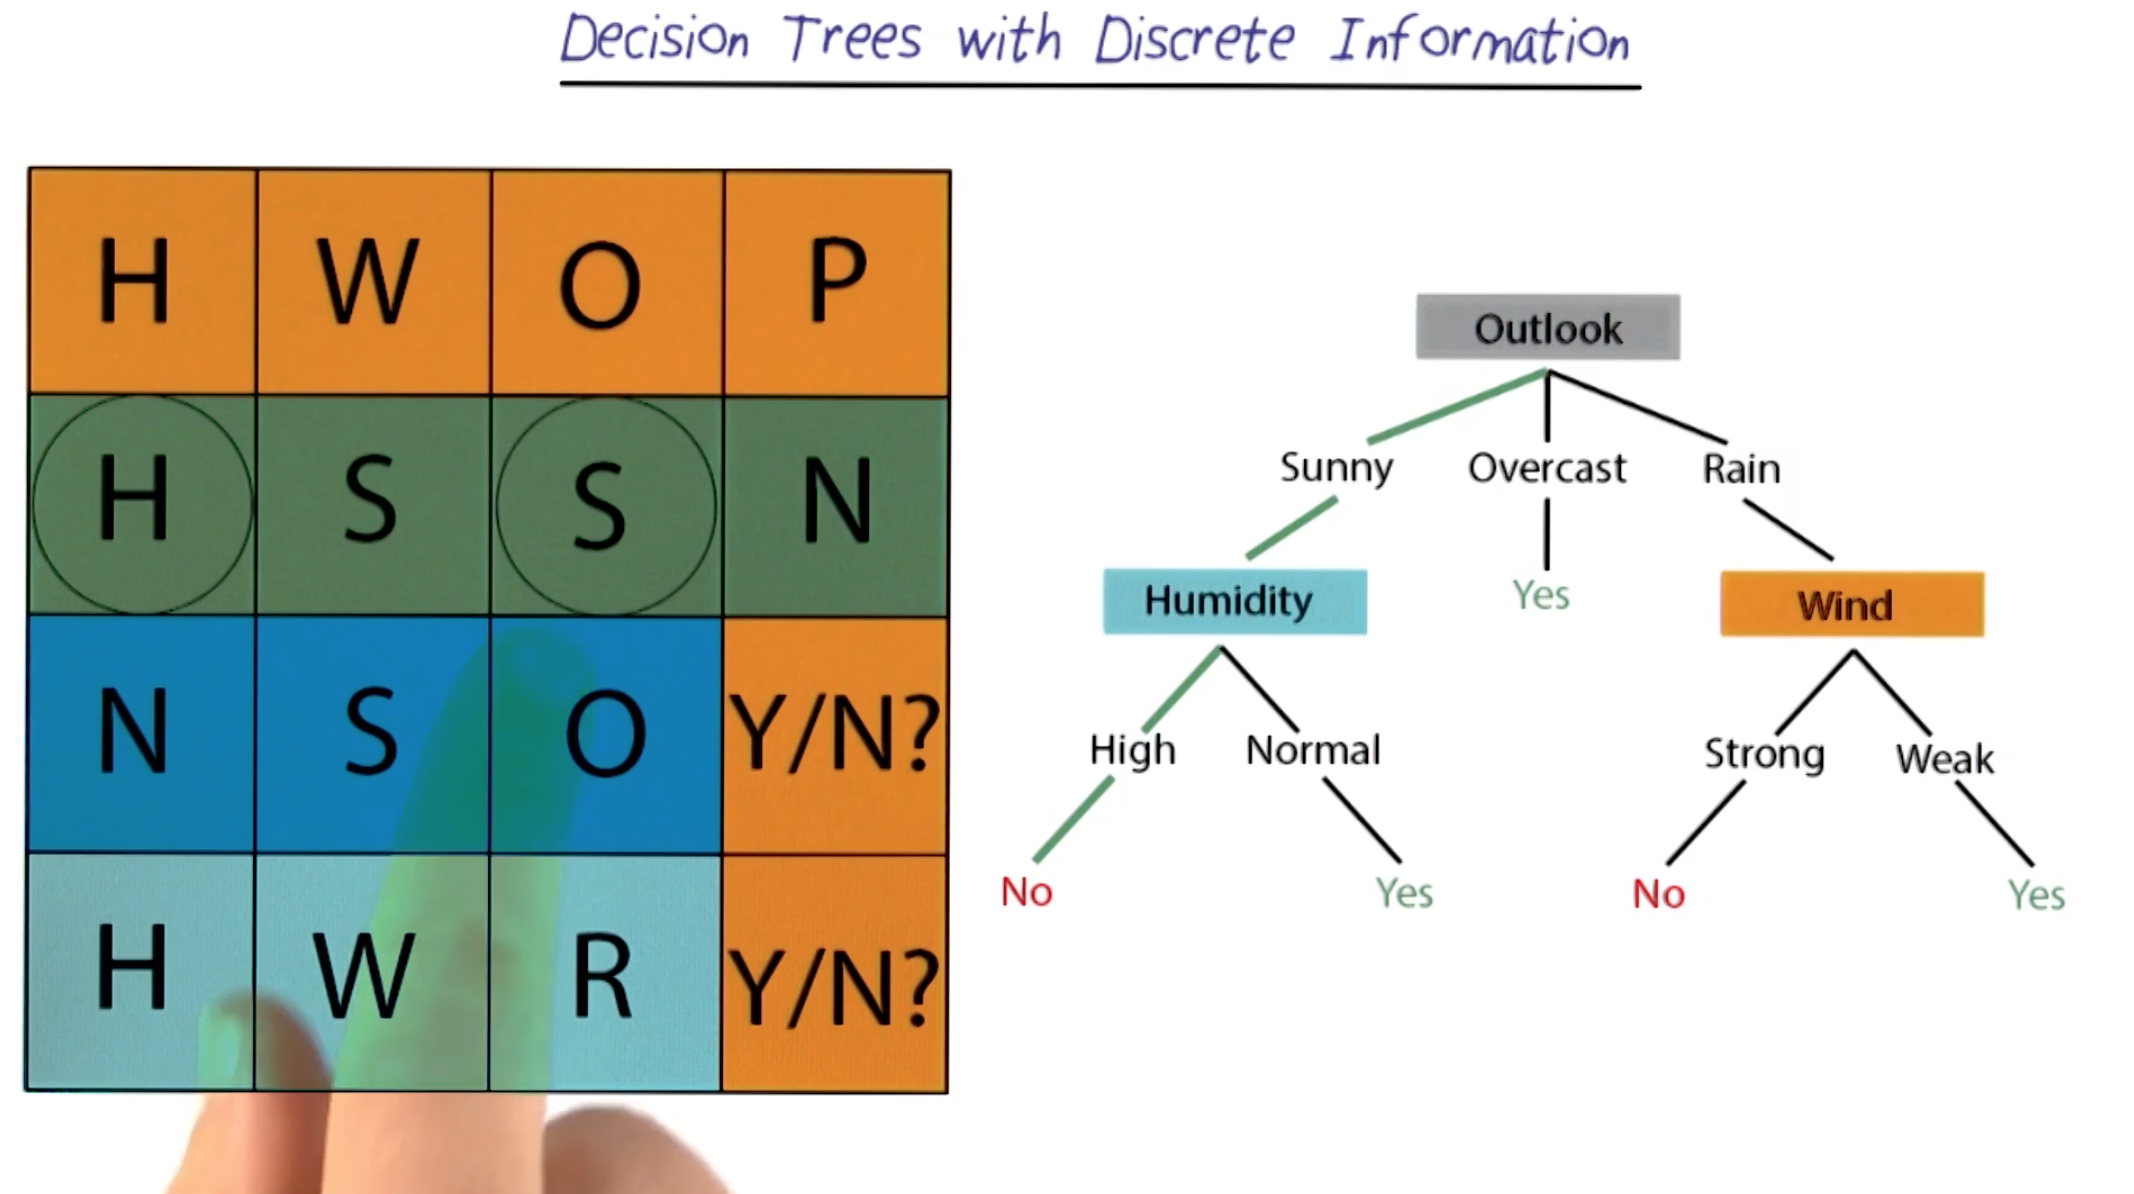 Decision Trees with Discrete Information
H W O P
H S S N
N S O Y/N?
H W R Y/N?
Outlook
Sunny Overcast Rain
Humidity Yes Wind
High Normal Strong Weak
No Yes No Yes